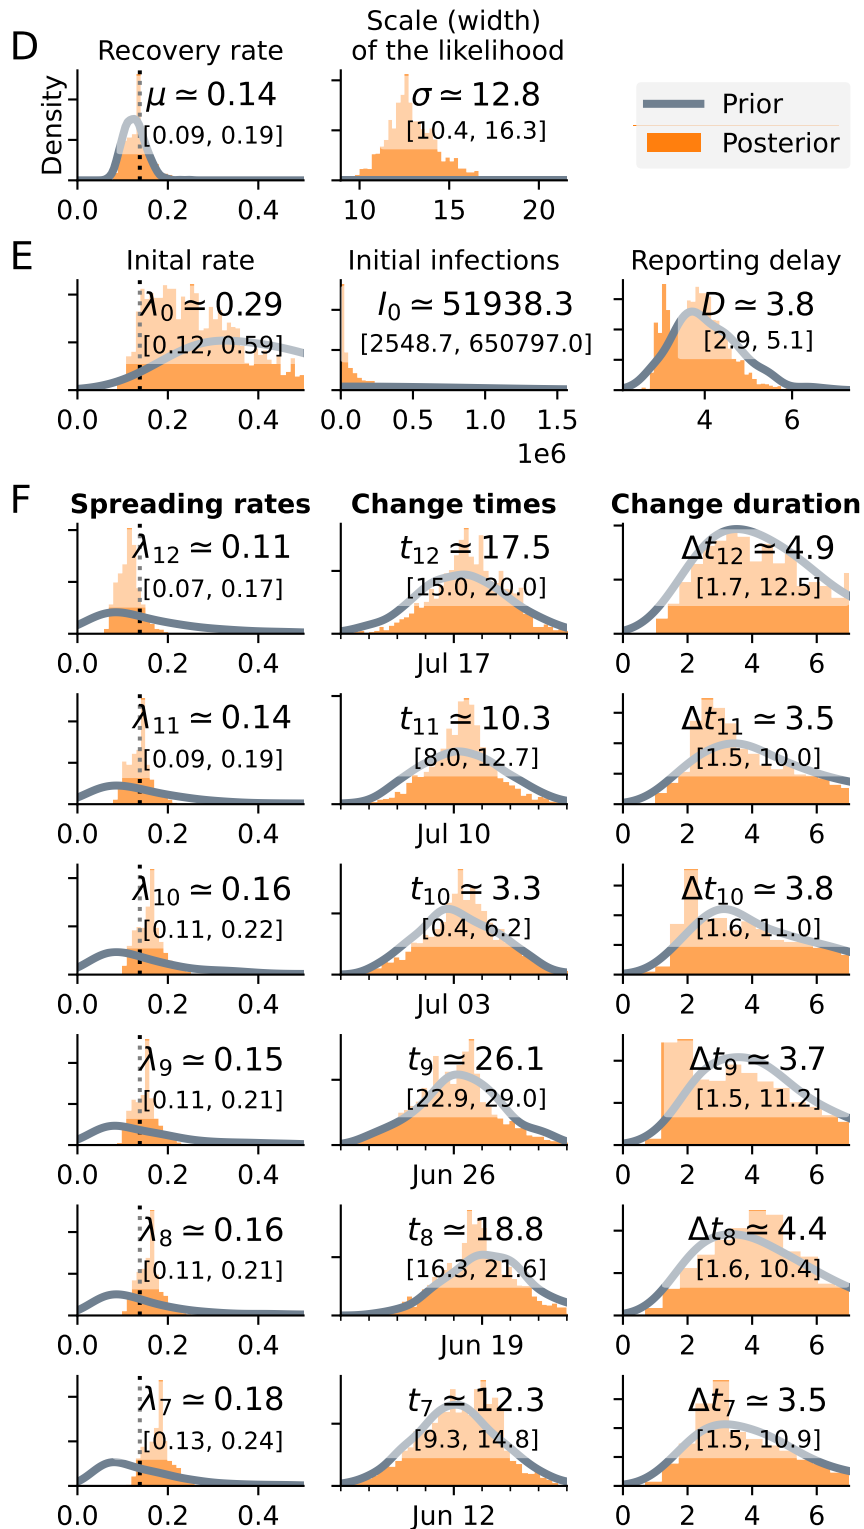 D
Recovery rate
Scale (width)
of the likelihood
Density
μ ≃ 0.14
[0.09, 0.19]
σ ≃ 12.8
[10.4, 16.3]
Prior
Posterior
0.0 0.2 0.4
10 15 20
E
Inital rate
Initial infections
Reporting delay
λ0 ≃ 0.29
[0.12, 0.59]
I0 ≃ 51938.3
[2548.7, 650797.0]
D ≃ 3.8
[2.9, 5.1]
0.0 0.2 0.4
0.0 0.5 1.0 1.5
1e6
4 6
F
Spreading rates
Change times
Change duration
λ12 ≃ 0.11
[0.07, 0.17]
t12 ≃ 17.5
[15.0, 20.0]
Δt12 ≃ 4.9
[1.7, 12.5]
0.0 0.2 0.4
Jul 17
0 2 4 6
λ11 ≃ 0.14
[0.09, 0.19]
t11 ≃ 10.3
[8.0, 12.7]
Δt11 ≃ 3.5
[1.5, 10.0]
0.0 0.2 0.4
Jul 10
0 2 4 6
λ10 ≃ 0.16
[0.11, 0.22]
t10 ≃ 3.3
[0.4, 6.2]
Δt10 ≃ 3.8
[1.6, 11.0]
0.0 0.2 0.4
Jul 03
0 2 4 6
λ9 ≃ 0.15
[0.11, 0.21]
t9 ≃ 26.1
[22.9, 29.0]
Δt9 ≃ 3.7
[1.5, 11.2]
0.0 0.2 0.4
Jun 26
0 2 4 6
λ8 ≃ 0.16
[0.11, 0.21]
t8 ≃ 18.8
[16.3, 21.6]
Δt8 ≃ 4.4
[1.6, 10.4]
0.0 0.2 0.4
Jun 19
0 2 4 6
λ7 ≃ 0.18
[0.13, 0.24]
t7 ≃ 12.3
[9.3, 14.8]
Δt7 ≃ 3.5
[1.5, 10.9]
0.0 0.2 0.4
Jun 12
0 2 4 6